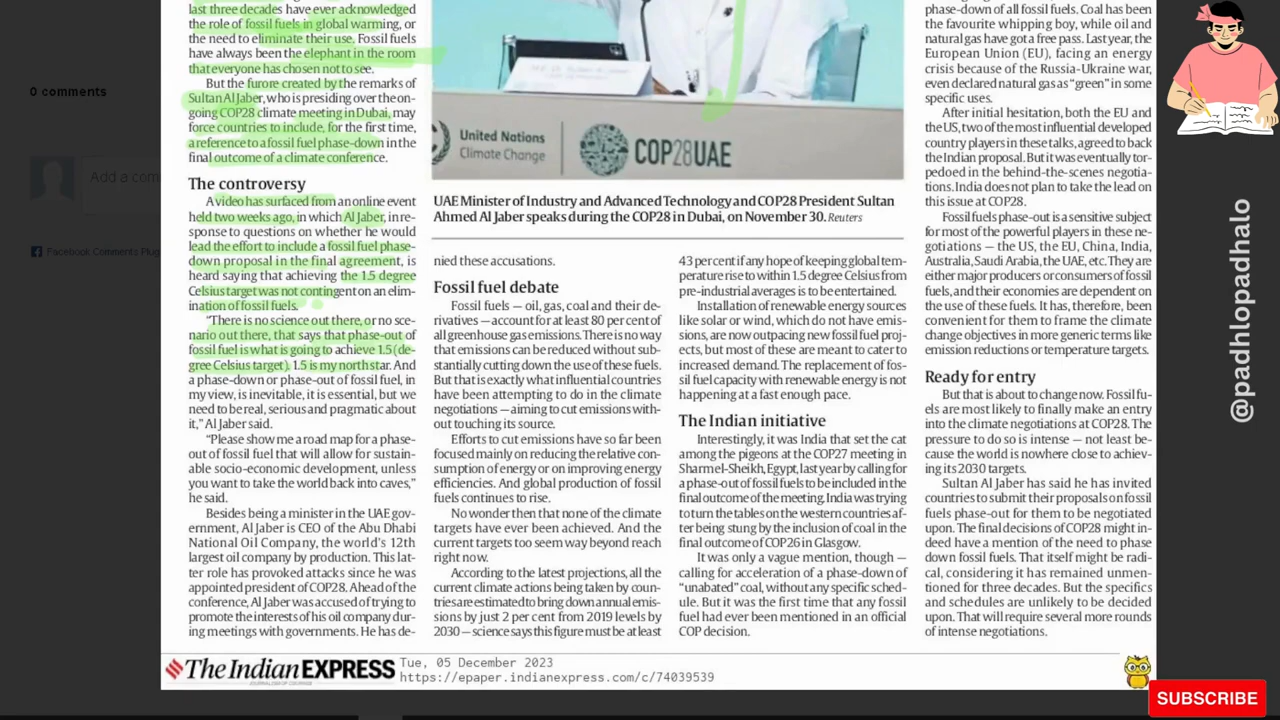 last three decades have ever acknowledged
the role of fossil fuels in global warming, or
the need to eliminate their use. Fossil fuels
have always been the elephant in the room
that everyone has chosen not to see.
But the furore created by the remarks of
Sultan Al Jaber, who is presiding over the on-
going COP28 climate meeting in Dubai, may
force countries to include, for the first time,
a reference to a fossil fuel phase-down in the
final outcome of a climate conference.
The controversy
A video has surfaced from an online event
held two weeks ago, in which Al Jaber, in re-
sponse to questions on whether he would
lead the effort to include a fossil fuel phase-
down proposal in the final agreement, is
heard saying that achieving the 1.5 degree
Celsius target was not contingent on an elim-
ination of fossil fuels.
“There is no science out there, or no sce-
nario out there, that says that phase-out of
fossil fuel is what is going to achieve 1.5 (de-
gree Celsius target). 1.5 is my north star. And
a phase-down or phase-out of fossil fuel, in
my view, is inevitable, it is essential, but we
need to be real, serious and pragmatic about
it,” Al Jaber said.
“Please show me a road map for a phase-
out of fossil fuel that will allow for sustain-
able socio-economic development, unless
you want to take the world back into caves,”
he said.
Besides being a minister in the UAE gov-
ernment, Al Jaber is CEO of the Abu Dhabi
National Oil Company, the world's 12th
largest oil company by production. This lat-
ter role has provoked attacks since he was
appointed president of COP28. Ahead of the
conference, Al Jaber was accused of trying to
promote the interests of his oil company dur-
ing meetings with governments. He has de-
United Nations
Climate Change
COP28UAE
UAE Minister of Industry and Advanced Technology and COP28 President Sultan
Ahmed Al Jaber speaks during the COP28 in Dubai, on November 30. Reuters
nied these accusations.
Fossil fuel debate
Fossil fuels — oil, gas, coal and their de-
rivatives — account for at least 80 per cent of
all greenhouse gas emissions. There is no way
that emissions can be reduced without sub-
stantially cutting down the use of these fuels.
But that is exactly what influential countries
have been attempting to do in the climate
negotiations — aiming to cut emissions with-
out touching its source.
Efforts to cut emissions have so far been
focused mainly on reducing the relative con-
sumption of energy or on improving energy
efficiencies. And global production of fossil
fuels continues to rise.
No wonder then that none of the climate
targets have ever been achieved. And the
current targets too seem way beyond reach
right now.
According to the latest projections, all the
current climate actions being taken by coun-
tries are estimated to bring down annual emis-
sions by just 2 per cent from 2019 levels by
2030 — science says this figure must be at least
43 per cent if any hope of keeping global tem-
perature rise to within 1.5 degree Celsius from
pre-industrial averages is to be entertained.
Installation of renewable energy sources
like solar or wind, which do not have emis-
sions, are now outpacing new fossil fuel proj-
ects, but most of these are meant to cater to
increased demand. The replacement of fos-
sil fuel capacity with renewable energy is not
happening at a fast enough pace.
The Indian initiative
Interestingly, it was India that set the cat
among the pigeons at the COP27 meeting in
Sharmel-Sheikh, Egypt, last year by calling for
a phase-out of fossil fuels to be included in the
final outcome of the meeting. India was trying
to turn the tables on the western countries af-
ter being stung by the inclusion of coal in the
final outcome of COP26 in Glasgow.
It was only a vague mention, though —
calling for acceleration of a phase-down of
“unabated” coal, without any specific sched-
ule. But it was the first time that any fossil
fuel had ever been mentioned in an official
COP decision.
phase-down of all fossil fuels. Coal has been
the favourite whipping boy, while oil and
natural gas have got a free pass. Last year, the
European Union (EU), facing an energy
crisis because of the Russia-Ukraine war,
even declared natural gas as “green” in some
specific uses.
After initial hesitation, both the EU and
the US, two of the most influential developed
country players in these talks, agreed to back
the Indian proposal. But it was eventually tor-
pedoed in the behind-the-scenes negotia-
tions. India does not plan to take the lead on
this issue at COP28.
Fossil fuels phase-out is a sensitive subject
for most of the powerful players in these ne-
gotiations — the US, the EU, China, India,
Australia, Saudi Arabia, the UAE, etc. They are
either major producers or consumers of fossil
fuels, and their economies are dependent on
the use of these fuels. It has, therefore, been
convenient for them to frame the climate
change objectives in more generic terms like
emission reductions or temperature targets.
Ready for entry
But that is about to change now. Fossil fu-
els are most likely to finally make an entry
into the climate negotiations at COP28. The
pressure to do so is intense — not least be-
cause the world is nowhere close to achiev-
ing its 2030 targets.
Sultan Al Jaber has said he has invited
countries to submit their proposals on fossil
fuels phase-out for them to be negotiated
upon. The final decisions of COP28 might in-
deed have a mention of the need to phase
down fossil fuels. That itself might be radi-
cal, considering it has remained unmen-
tioned for three decades. But the specifics
and schedules are unlikely to be decided
upon. That will require several more rounds
of intense negotiations.
The Indian EXPRESS
Tue, 05 December 2023
https://epaper.indianexpress.com/c/74039539
0 comments
Add a com
Facebook Comments Plug
@padhlopadhalo
SUBSCRIBE